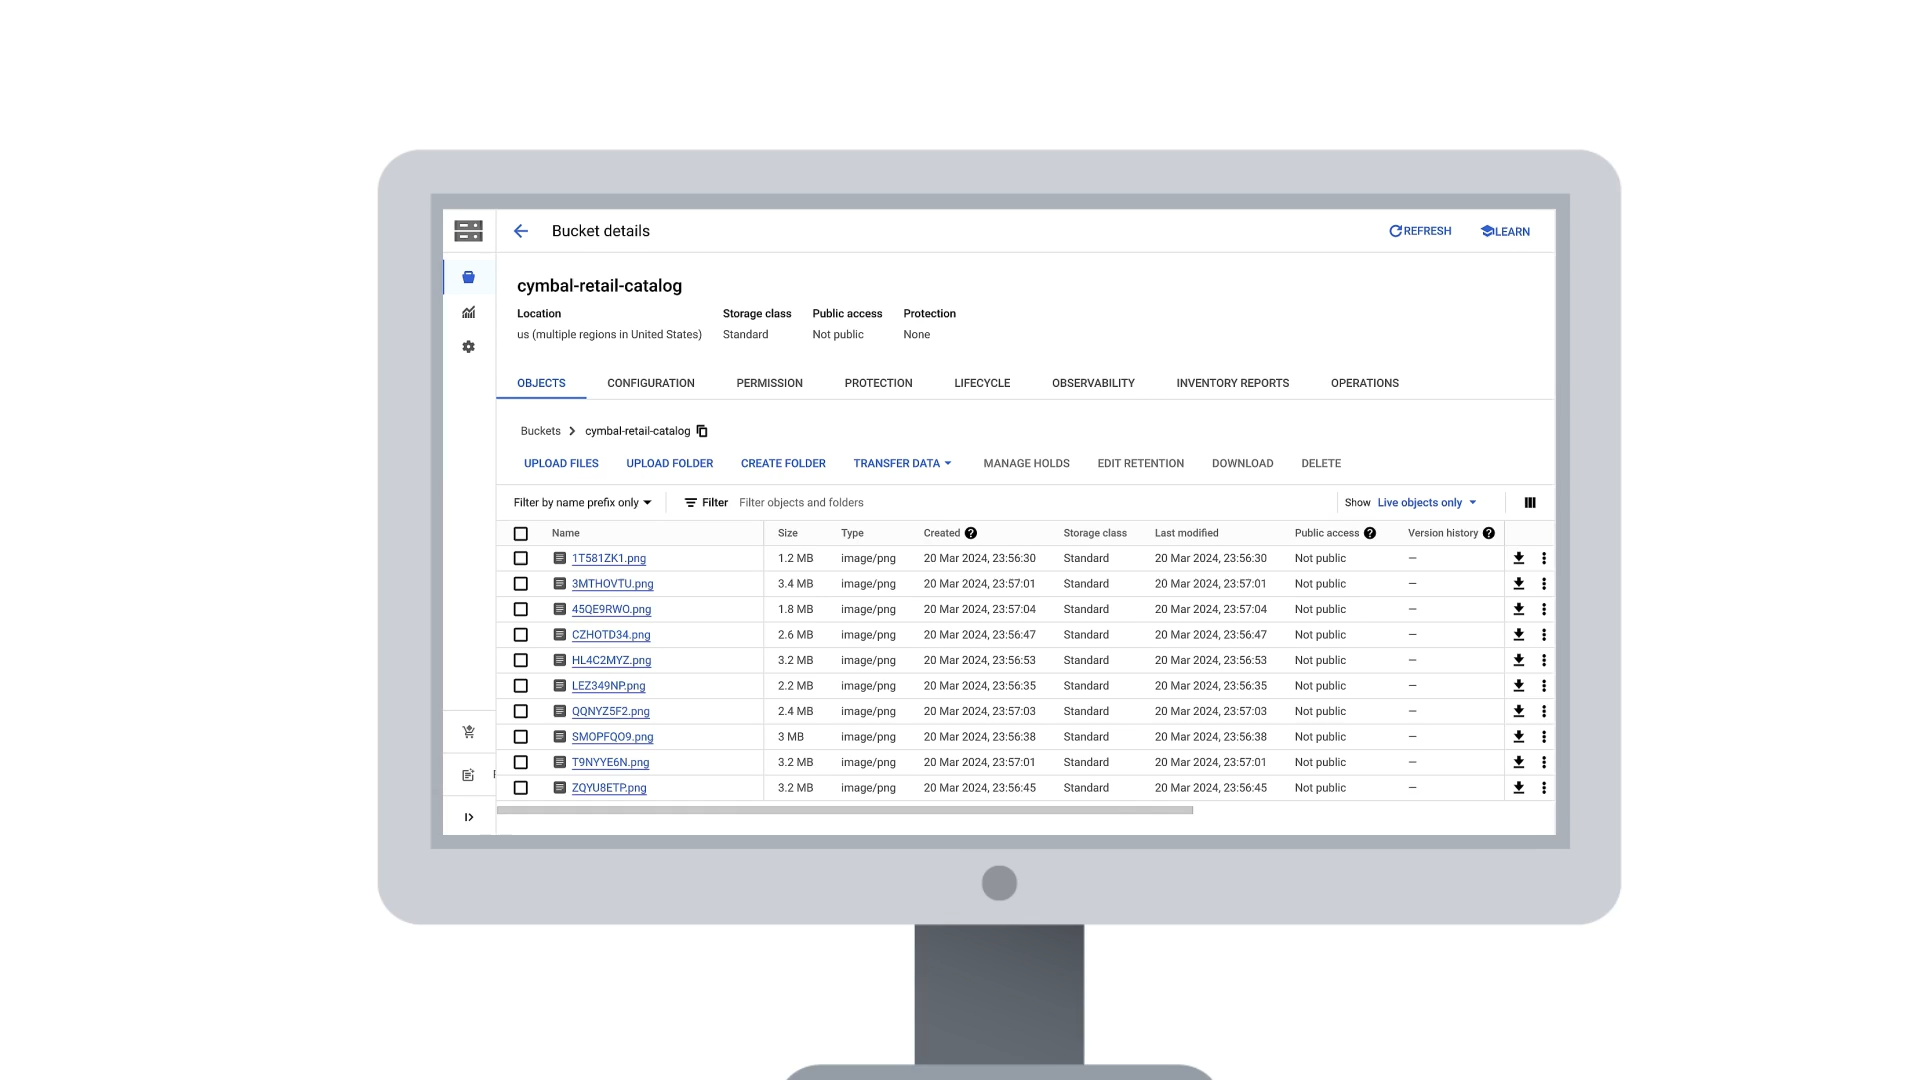 Bucket details REFRESH LEARN
cymbal-retail-catalog
Location Storage class Public access Protection
us (multiple regions in United States) Standard Not public None
OBJECTS CONFIGURATION PERMISSION PROTECTION LIFECYCLE OBSERVABILITY INVENTORY REPORTS OPERATIONS
Buckets cymbal-retail-catalog
UPLOAD FILES UPLOAD FOLDER CREATE FOLDER TRANSFER DATA MANAGE HOLDS EDIT RETENTION DOWNLOAD DELETE
Filter by name prefix only Filter Filter objects and folders Show Live objects only
Name Size Type Created Storage class Last modified Public access Version history
1T581ZK1.png 1.2 MB image/png 20 Mar 2024, 23:56:30 Standard 20 Mar 2024, 23:56:30 Not public –
3MTHOVTU.png 3.4 MB image/png 20 Mar 2024, 23:57:01 Standard 20 Mar 2024, 23:57:01 Not public –
45QE9RWO.png 1.8 MB image/png 20 Mar 2024, 23:57:04 Standard 20 Mar 2024, 23:57:04 Not public –
CZHOTD34.png 2.6 MB image/png 20 Mar 2024, 23:56:47 Standard 20 Mar 2024, 23:56:47 Not public –
HL4C2MYZ.png 3.2 MB image/png 20 Mar 2024, 23:56:53 Standard 20 Mar 2024, 23:56:53 Not public –
LEZ349NP.png 2.2 MB image/png 20 Mar 2024, 23:56:35 Standard 20 Mar 2024, 23:56:35 Not public –
QQNYZ5F2.png 2.4 MB image/png 20 Mar 2024, 23:57:03 Standard 20 Mar 2024, 23:57:03 Not public –
SMOPFQO9.png 3 MB image/png 20 Mar 2024, 23:56:38 Standard 20 Mar 2024, 23:56:38 Not public –
T9NYYE6N.png 3.2 MB image/png 20 Mar 2024, 23:57:01 Standard 20 Mar 2024, 23:57:01 Not public –
ZQYU8ETP.png 3.2 MB image/png 20 Mar 2024, 23:56:45 Standard 20 Mar 2024, 23:56:45 Not public –